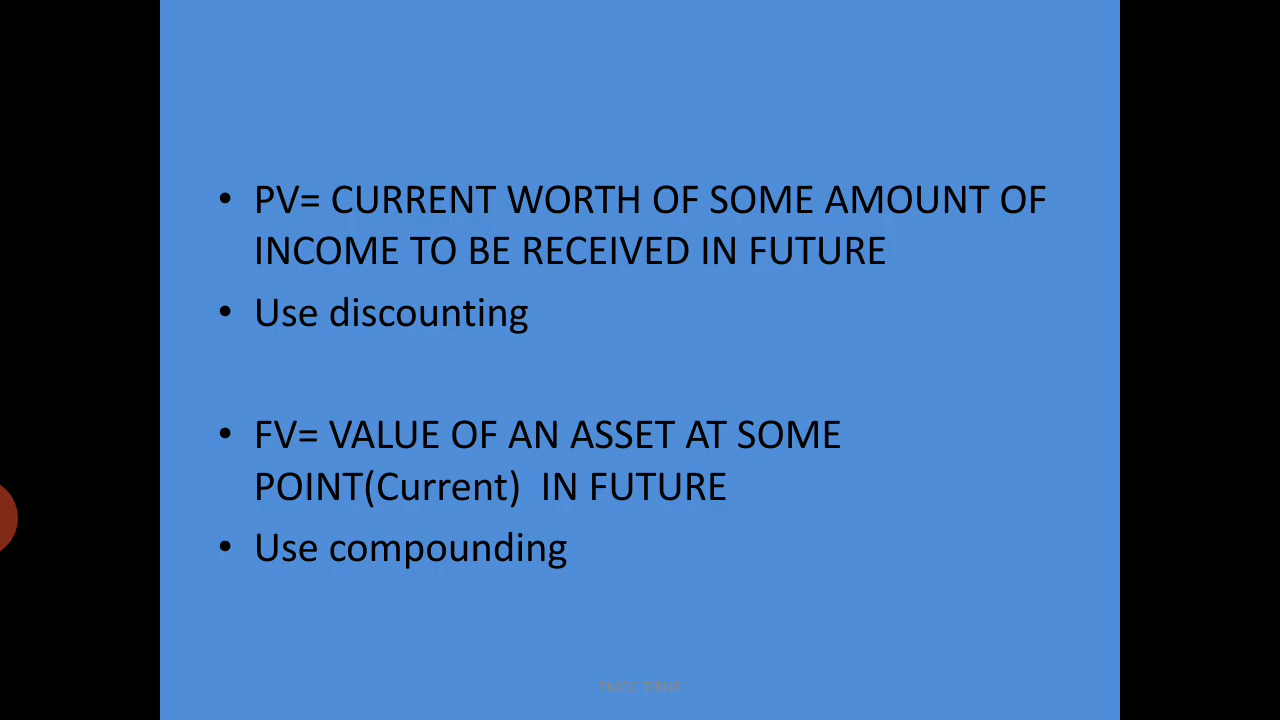 • PV= CURRENT WORTH OF SOME AMOUNT OF
INCOME TO BE RECEIVED IN FUTURE
• Use discounting
• FV= VALUE OF AN ASSET AT SOME
POINT(Current)  IN FUTURE
• Use compounding